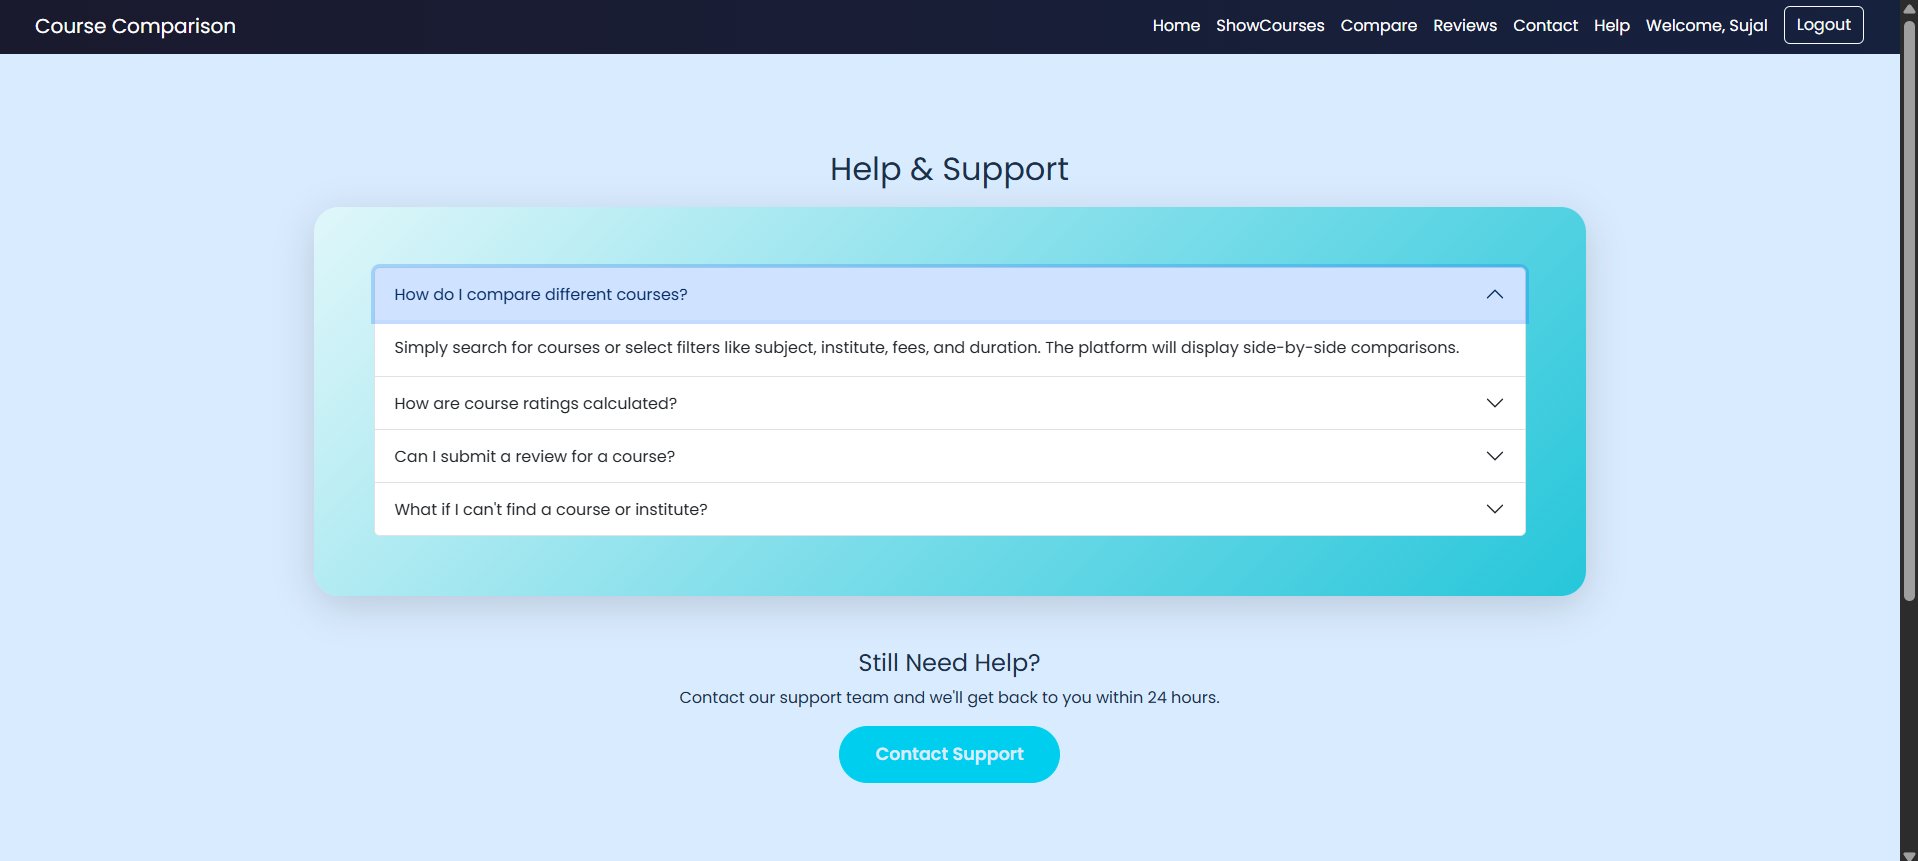 Course Comparison
Home ShowCourses Compare Reviews Contact Help Welcome, Sujal Logout
Help & Support
How do I compare different courses?
Simply search for courses or select filters like subject, institute, fees, and duration. The platform will display side-by-side comparisons.
How are course ratings calculated?
Can I submit a review for a course?
What if I can't find a course or institute?
Still Need Help?
Contact our support team and we'll get back to you within 24 hours.
Contact Support